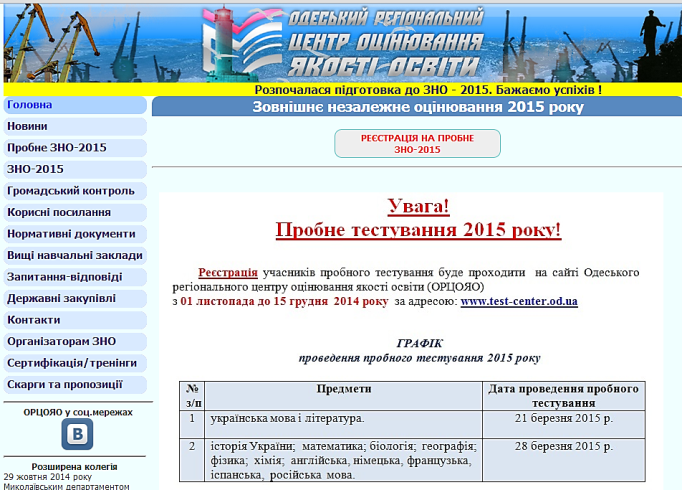 ОДЕСЬКИЙ РЕГІОНАЛЬНИЙ
ЦЕНТР ОЦІНЮВАННЯ
ЯКОСТІ ОСВІТИ
Розпочалася підготовка до ЗНО - 2015. Бажаємо успіхів !
Головна
Новини
Пробне ЗНО-2015
ЗНО-2015
Громадський контроль
Корисні посилання
Нормативні документи
Вищі навчальні заклади
Запитання-відповіді
Державні закупівлі
Контакти
Організаторам ЗНО
Сертифікація/тренінги
Скарги та пропозиції
ОРЦОЯО у соц.мережах
В
Розширена колегія
29 жовтня 2014 року
Миколаївським департаментом
Зовнішнє незалежне оцінювання 2015 року
РЕЄСТРАЦІЯ НА ПРОБНЕ
ЗНО-2015
Увага!
Пробне тестування 2015 року!
Реєстрація учасників пробного тестування буде проходити на сайті Одеського
регіонального центру оцінювання якості освіти (ОРЦОЯО)
з 01 листопада до 15 грудня 2014 року за адресою: www.test-center.od.ua
ГРАФІК
проведення пробного тестування 2015 року
№ з/п Предмети Дата проведення пробного тестування
1 українська мова і література. 21 березня 2015 р.
2 історія України; математика; біологія; географія; 28 березня 2015 р.
фізика; хімія; англійська, німецька, французька,
іспанська, російська мова.